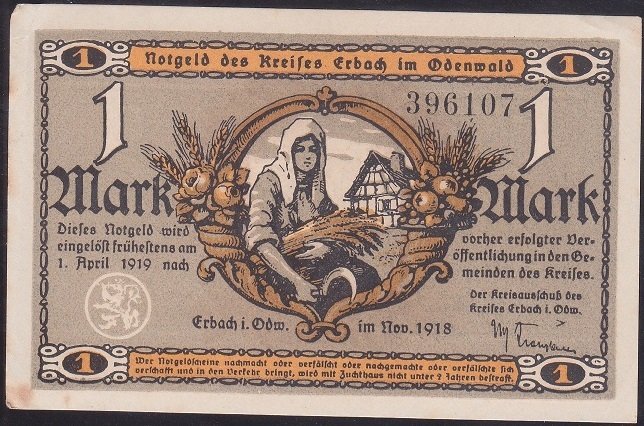 1 Notgeld des Kreises Erbach im Odenwald 1
396107
1 Mark
1 Mark
Dieses Notgeld wird
eingelöst frühestens am
1. April 1919 nach
vorher erfolgter Ver-
öffentlichung in den Ge-
meinden des Kreises.
Der Kreisausschuß des
Kreises Erbach i. Odw.
Erbach i. Odw. im Nov. 1918
1 Wer Notgeldscheine nachmacht oder verfälscht oder nachgemachte oder verfälschte sich 1
verschafft und in den Verkehr bringt, wird mit Zuchthaus nicht unter 2 Jahren bestraft.